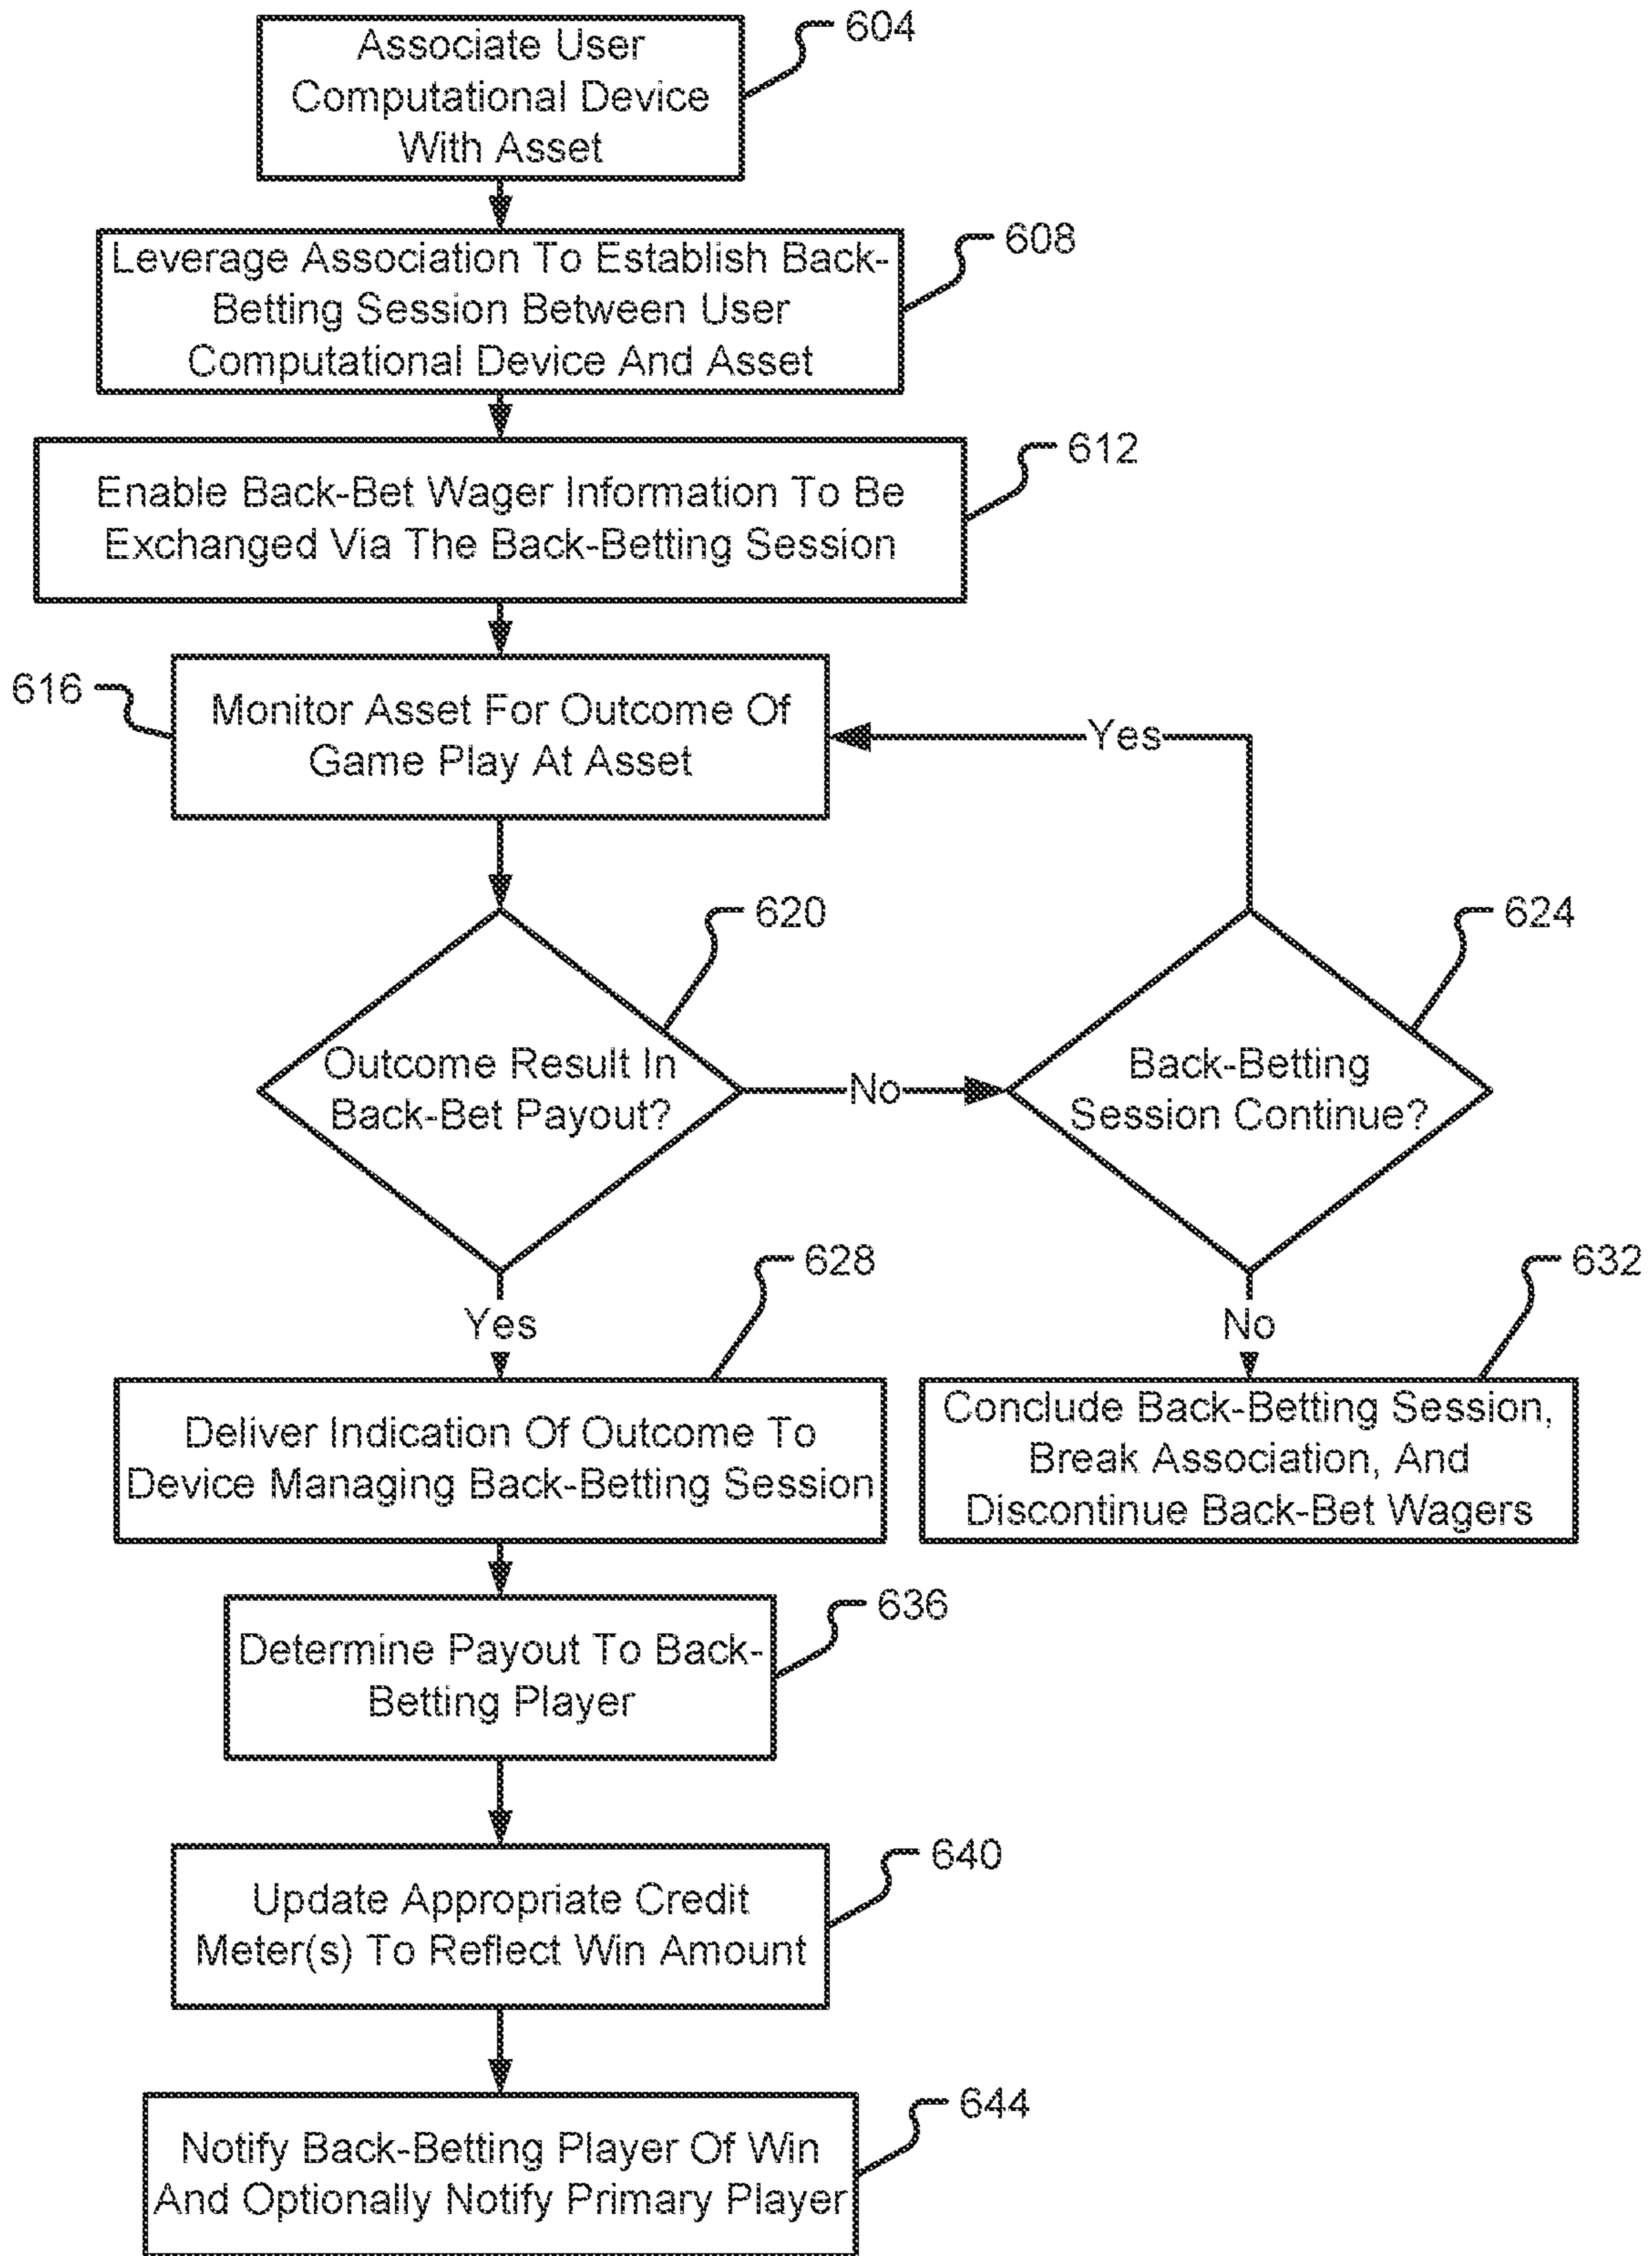 Associate User
Computational Device
With Asset
604
Leverage Association To Establish Back-
Betting Session Between User
Computational Device And Asset
608
Enable Back-Bet Wager Information To Be
Exchanged Via The Back-Betting Session
612
616
Monitor Asset For Outcome Of
Game Play At Asset
Yes
620
624
Outcome Result In
Back-Bet Payout?
No
Back-Betting
Session Continue?
628
632
Yes
No
Deliver Indication Of Outcome To
Device Managing Back-Betting Session
Conclude Back-Betting Session,
Break Association, And
Discontinue Back-Bet Wagers
636
Determine Payout To Back-
Betting Player
640
Update Appropriate Credit
Meter(s) To Reflect Win Amount
644
Notify Back-Betting Player Of Win
And Optionally Notify Primary Player